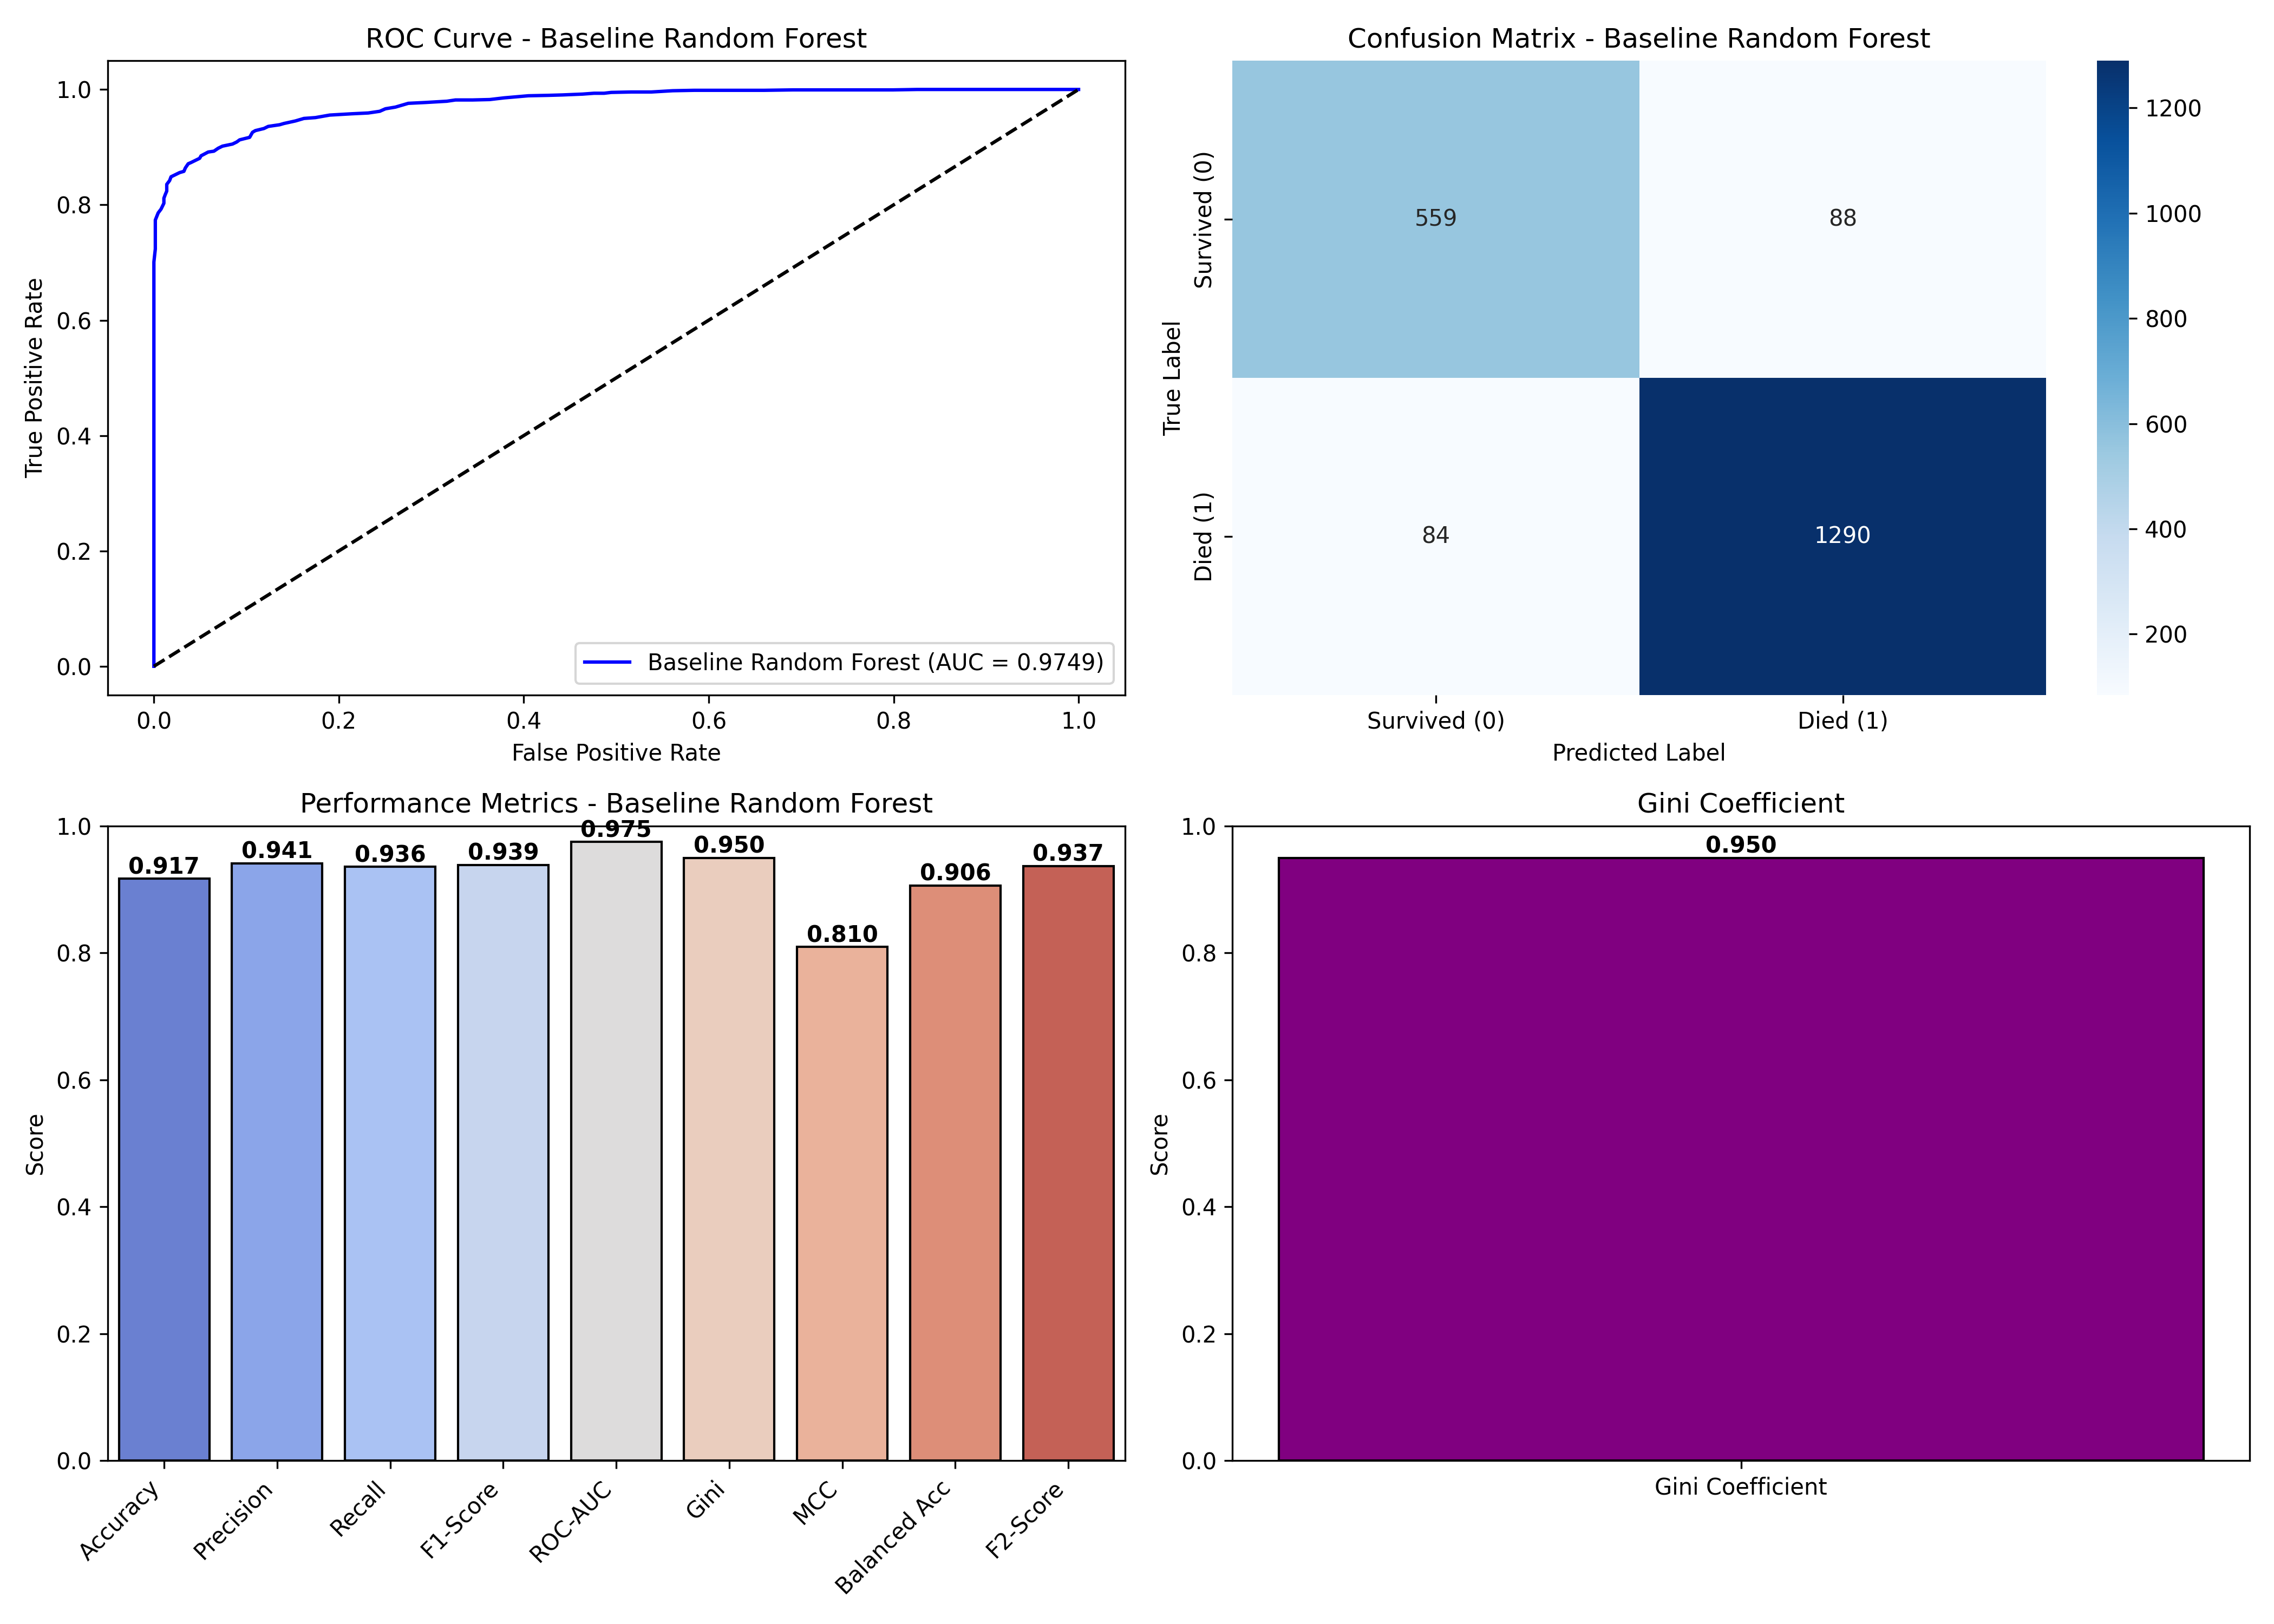 ROC Curve - Baseline Random Forest
True Positive Rate
1.0
0.8
0.6
0.4
0.2
0.0
Baseline Random Forest (AUC = 0.9749)
0.0 0.2 0.4 0.6 0.8 1.0
False Positive Rate
Confusion Matrix - Baseline Random Forest
True Label
Survived (0)
Died (1)
559 88
84 1290
Survived (0) Died (1)
Predicted Label
1200
1000
800
600
400
200
Performance Metrics - Baseline Random Forest
Score
1.0
0.8
0.6
0.4
0.2
0.0
0.917 0.941 0.936 0.939 0.975 0.950 0.810 0.906 0.937
Accuracy Precision Recall F1-Score ROC-AUC Gini MCC Balanced Acc F2-Score
Gini Coefficient
Score
1.0
0.8
0.6
0.4
0.2
0.0
0.950
Gini Coefficient